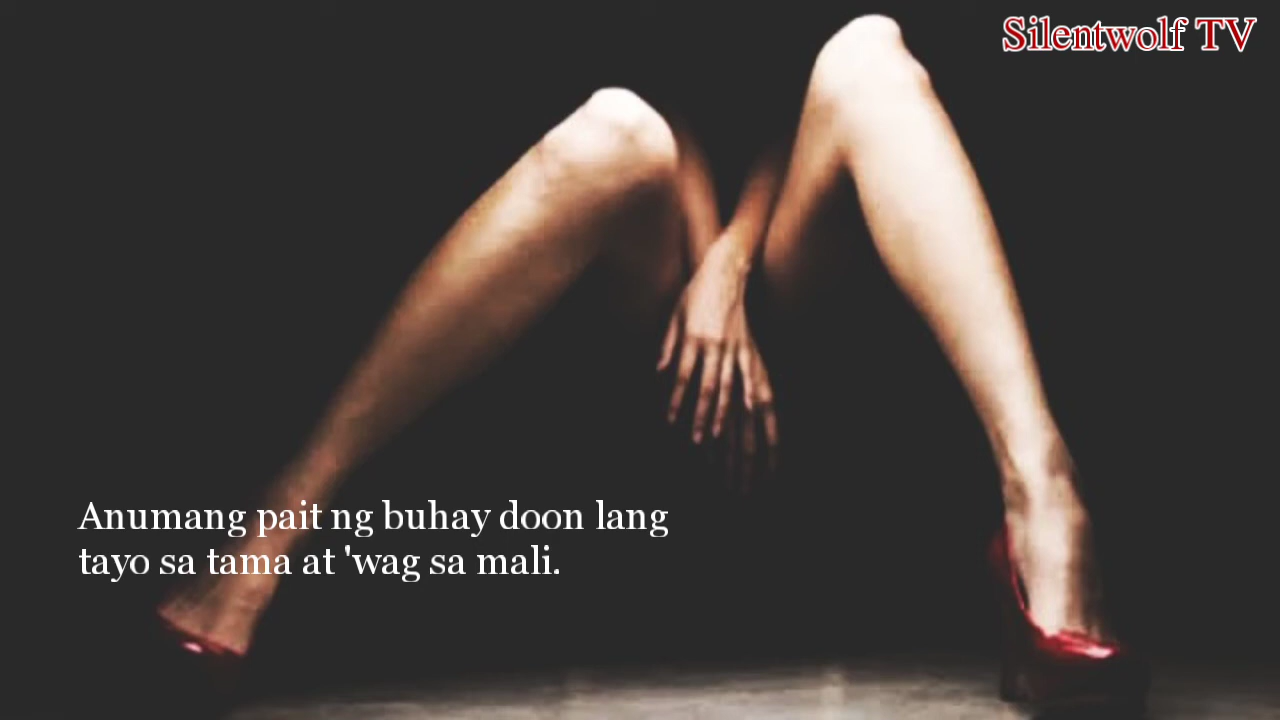 Silentwolf TV
Anumang pait ng buhay doon lang
tayo sa tama at 'wag sa mali.